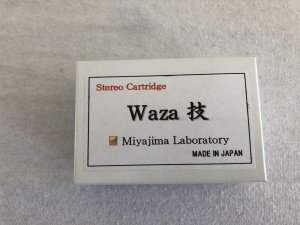 Stereo Cartridge
Waza 技
Miyajima Laboratory
MADE IN JAPAN